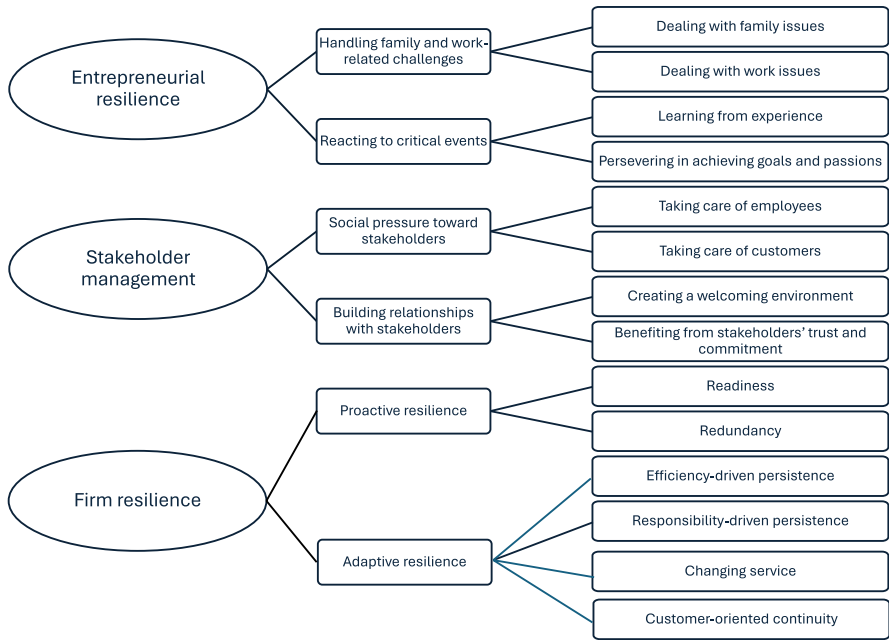 Entrepreneurial
resilience
Handling family and work-
related challenges
Dealing with family issues
Dealing with work issues
Reacting to critical events
Learning from experience
Persevering in achieving goals and passions
Stakeholder
management
Social pressure toward
stakeholders
Taking care of employees
Taking care of customers
Building relationships
with stakeholders
Creating a welcoming environment
Benefiting from stakeholders’ trust and
commitment
Firm resilience
Proactive resilience
Readiness
Redundancy
Adaptive resilience
Efficiency-driven persistence
Responsibility-driven persistence
Changing service
Customer-oriented continuity